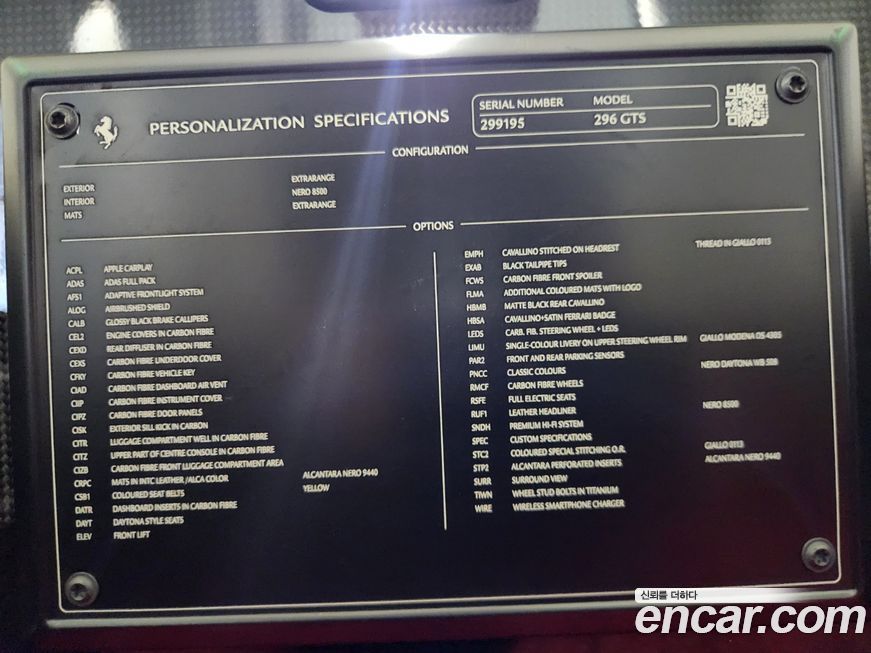 PERSONALIZATION SPECIFICATIONS
SERIAL NUMBER MODEL
299195 296 GTS
CONFIGURATION
EXTERIOR EXTRARANGE
INTERIOR NERO 8500
MATS EXTRARANGE
OPTIONS
ACPL APPLE CARPLAY
ADAS ADAS FULL PACK
AFS1 ADAPTIVE FRONTLIGHT SYSTEM
ALOG AIRBRUSHED SHIELD
CALB GLOSSY BLACK BRAKE CALLIPERS
CEL2 ENGINE COVERS IN CARBON FIBRE
CEXD REAR DIFFUSER IN CARBON FIBRE
CEXS CARBON FIBRE UNDERDOOR COVER
CFKY CARBON FIBRE VEHICLE KEY
CIAD CARBON FIBRE DASHBOARD AIR VENT
CIIP CARBON FIBRE INSTRUMENT COVER
CIPZ CARBON FIBRE DOOR PANELS
CISK EXTERIOR SILL KICK IN CARBON
CITR LUGGAGE COMPARTMENT WELL IN CARBON FIBRE
CITZ UPPER PART OF CENTRE CONSOLE IN CARBON FIBRE
CIZB CARBON FIBRE FRONT LUGGAGE COMPARTMENT AREA
CRPC MATS IN INTC LEATHER /ALCA COLOR ALCANTARA NERO 9440
CSB1 COLOURED SEAT BELTS YELLOW
DATR DASHBOARD INSERTS IN CARBON FIBRE
DAYT DAYTONA STYLE SEATS
ELEV FRONT LIFT
EMPH CAVALLINO STITCHED ON HEADREST THREAD IN GIALLO 0113
EXAB BLACK TAILPIPE TIPS
FCWS CARBON FIBRE FRONT SPOILER
FLMA ADDITIONAL COLOURED MATS WITH LOGO
HBMB MATTE BLACK REAR CAVALLINO
HBSA CAVALLINO+SATIN FERRARI BADGE
LEDS CARB. FIB. STEERING WHEEL + LEDS
LIMU SINGLE-COLOUR LIVERY ON UPPER STEERING WHEEL RIM GIALLO MODENA DS 4305
PAR2 FRONT AND REAR PARKING SENSORS
PNCC CLASSIC COLOURS NERO DAYTONA WB 508
RMCF CARBON FIBRE WHEELS
RSFE FULL ELECTRIC SEATS
RUF1 LEATHER HEADLINER NERO 8500
SNDH PREMIUM HI-FI SYSTEM
SPEC CUSTOM SPECIFICATIONS
STC2 COLOURED SPECIAL STITCHING O.R. GIALLO 0113
STP2 ALCANTARA PERFORATED INSERTS ALCANTARA NERO 9440
SURR SURROUND VIEW
TIWN WHEEL STUD BOLTS IN TITANIUM
WIRE WIRELESS SMARTPHONE CHARGER
신뢰를 더하다
encar.com